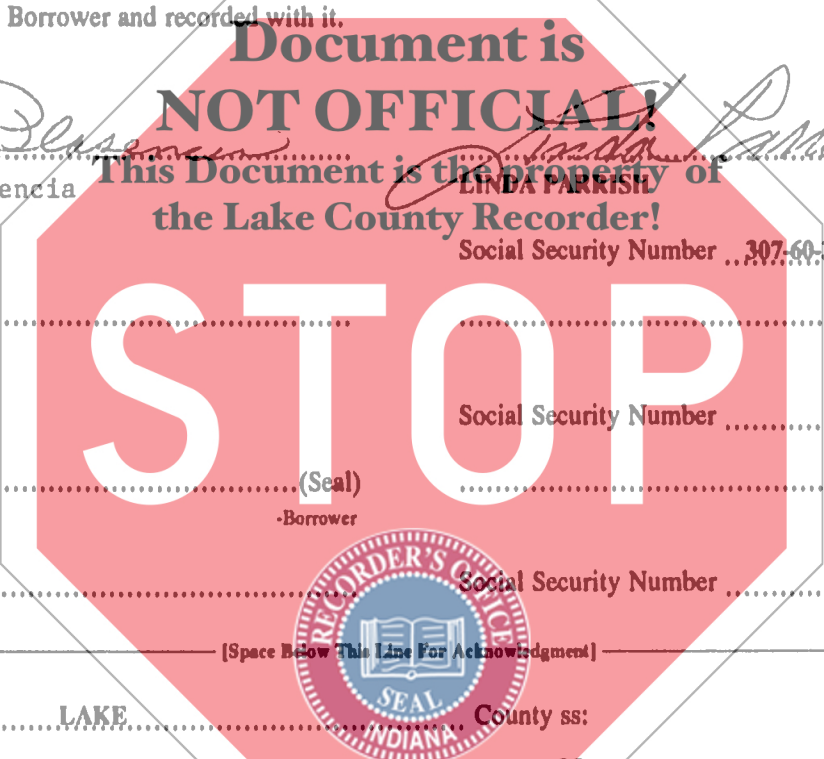 Borrower and recorded with it.
Document is
NOT OFFICIAL!
This Document is the property of
the Lake County Recorder!
encia
LINDA PARRISH
Social Security Number ..307-60-
STOP
Social Security Number
(Seal)
-Borrower
Social Security Number
[Space Below This Line For Acknowledgment]
LAKE County ss:
RECORDER'S OFFICE
SEAL
INDIANA